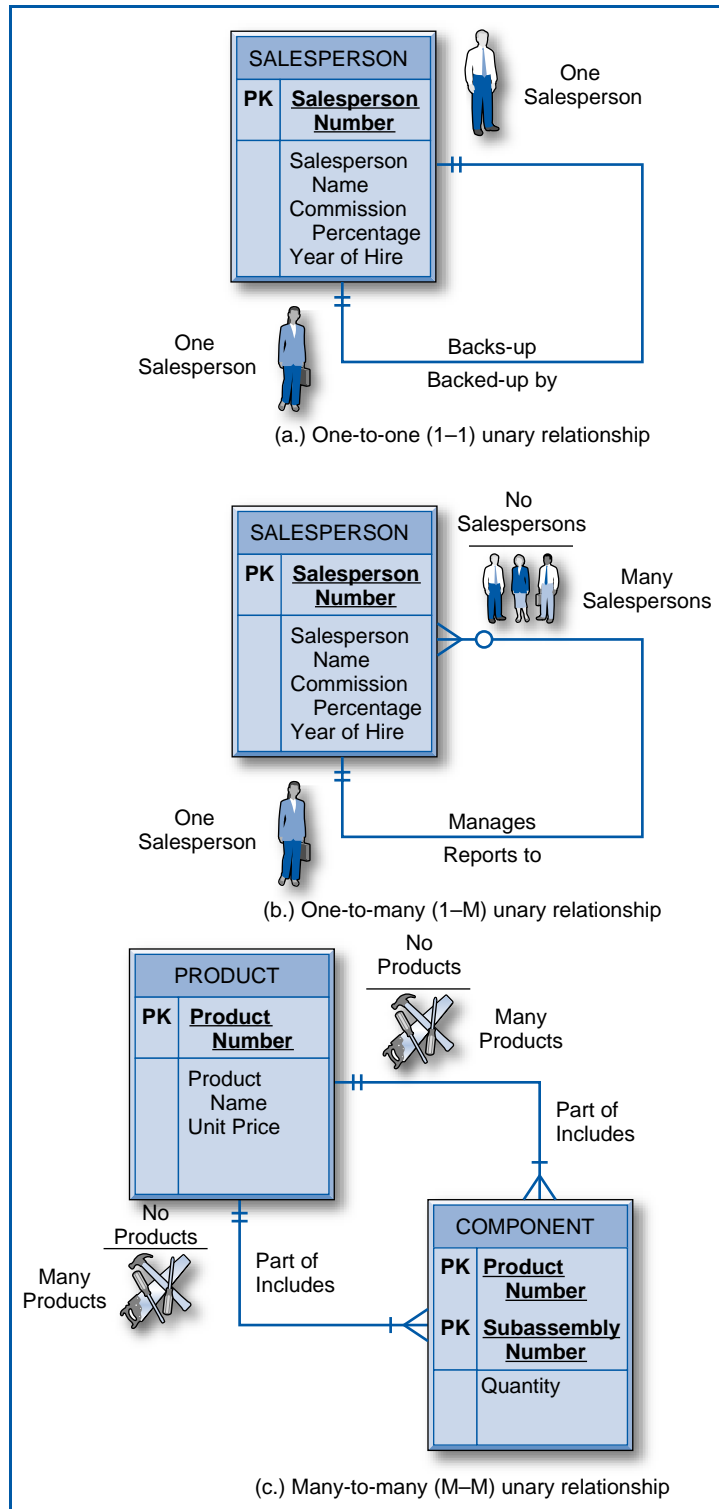 SALESPERSON
PK Salesperson
Number
Salesperson
Name
Commission
Percentage
Year of Hire
One
Salesperson
One
Salesperson
Backs-up
Backed-up by
(a.) One-to-one (1–1) unary relationship
No
Salespersons
Many
Salespersons
SALESPERSON
PK Salesperson
Number
Salesperson
Name
Commission
Percentage
Year of Hire
One
Salesperson
Manages
Reports to
(b.) One-to-many (1–M) unary relationship
No
Products
Many
Products
PRODUCT
PK Product
Number
Product
Name
Unit Price
Part of
Includes
No
Products
Many
Products
Part of
Includes
COMPONENT
PK Product
Number
PK Subassembly
Number
Quantity
(c.) Many-to-many (M–M) unary relationship